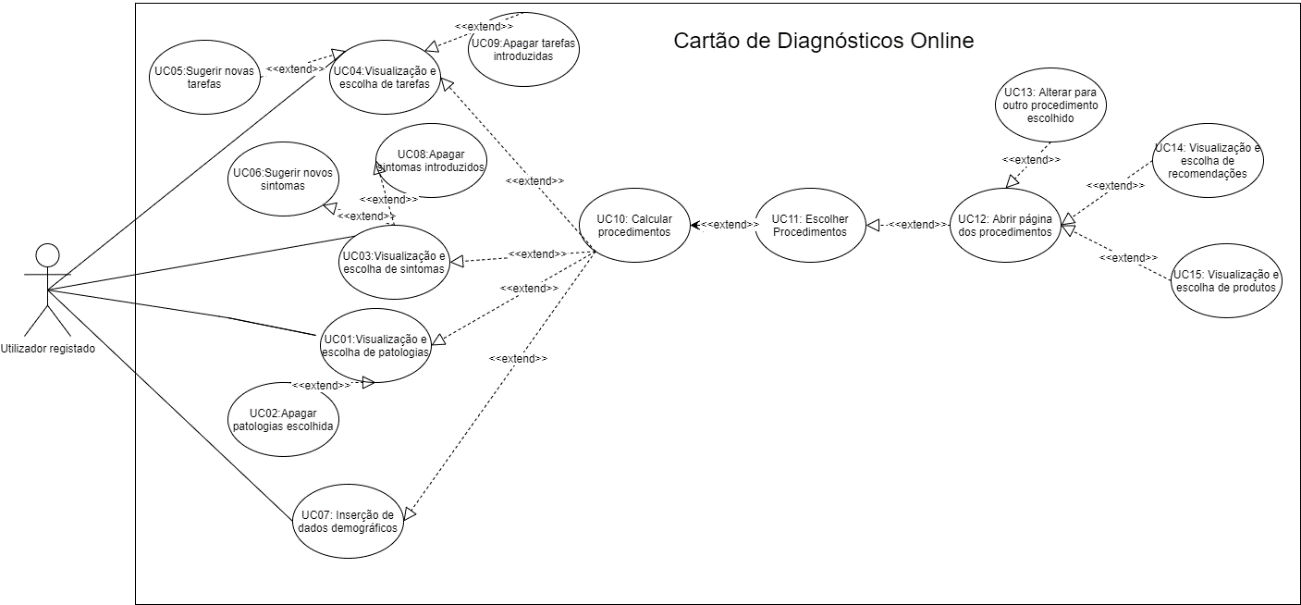 Cartão de Diagnósticos Online
<<extend>>
UC09:Apagar tarefas
introduzidas
UC05:Sugerir novas
tarefas
<<extend>>
UC04:Visualização e
escolha de tarefas
UC13: Alterar para
outro procedimento
escolhido
UC08:Apagar
sintomas introduzidos
UC06:Sugerir novos
sintomas
<<extend>>
<<extend>>
<<extend>>
<<extend>>
UC14: Visualização e
escolha de
recomendações
<<extend>>
UC10: Calcular
procedimentos
<<extend>>
UC11: Escolher
Procedimentos
<<extend>>
UC12: Abrir página
dos procedimentos
UC03:Visualização e
escolha de sintomas
<<extend>>
<<extend>>
UC15: Visualização e
escolha de produtos
<<extend>>
Utilizador registado
UC01:Visualização e
escolha de patologias
<<extend>>
<<extend>>
UC02:Apagar
patologias escolhida
UC07: Inserção de
dados demográficos